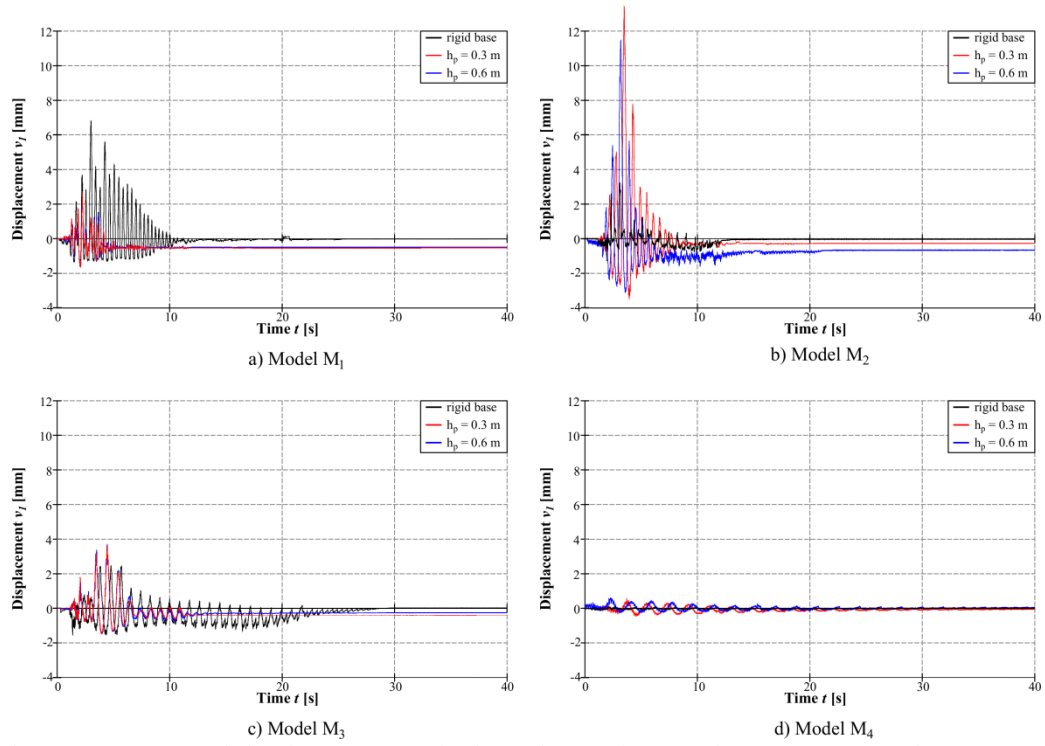 12
10
8
6
4
2
0
-2
-4
Displacement v1 [mm]
rigid base
hp = 0.3 m
hp = 0.6 m
0 10 20 30 40
Time t [s]
a) Model M1
12
10
8
6
4
2
0
-2
-4
Displacement v1 [mm]
rigid base
hp = 0.3 m
hp = 0.6 m
0 10 20 30 40
Time t [s]
b) Model M2
12
10
8
6
4
2
0
-2
-4
Displacement v1 [mm]
rigid base
hp = 0.3 m
hp = 0.6 m
0 10 20 30 40
Time t [s]
c) Model M3
12
10
8
6
4
2
0
-2
-4
Displacement v1 [mm]
rigid base
hp = 0.3 m
hp = 0.6 m
0 10 20 30 40
Time t [s]
d) Model M4